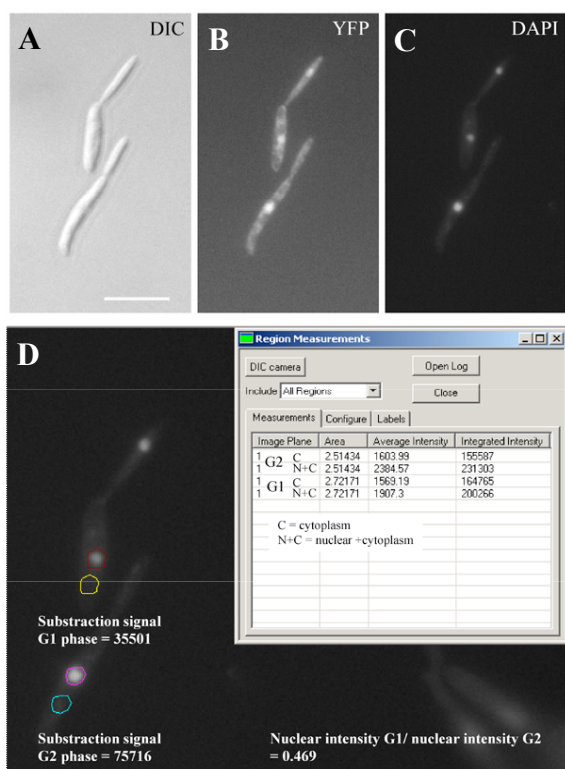 A DIC
B YFP
C DAPI
D
Region Measurements
DIC camera
Open Log
Include All Regions
Close
Measurements Configure Labels
Image Plane Area Average Intensity Integrated Intensity
1 G2 C 2.51434 1603.99 155587
1 N+C 2.51434 2384.57 231303
1 G1 C 2.72171 1569.19 164765
1 N+C 2.72171 1907.3 200266
C = cytoplasm
N+C = nuclear +cytoplasm
Substraction signal
G1 phase = 35501
Substraction signal
G2 phase = 75716
Nuclear intensity G1/ nuclear intensity G2
= 0.469